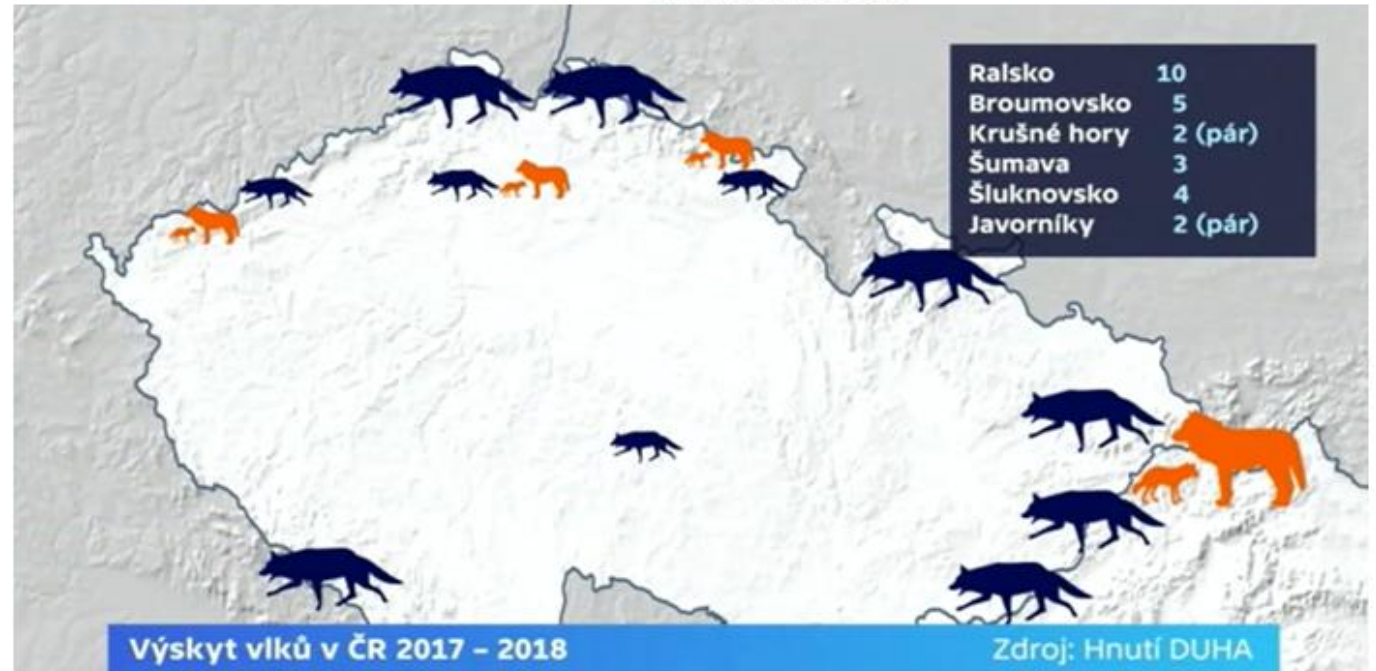 Ralsko 10
Broumovsko 5
Krušné hory 2 (pár)
Šumava 3
Šluknovsko 4
Javorníky 2 (pár)
Výskyt vlků v ČR 2017 – 2018 Zdroj: Hnutí DUHA